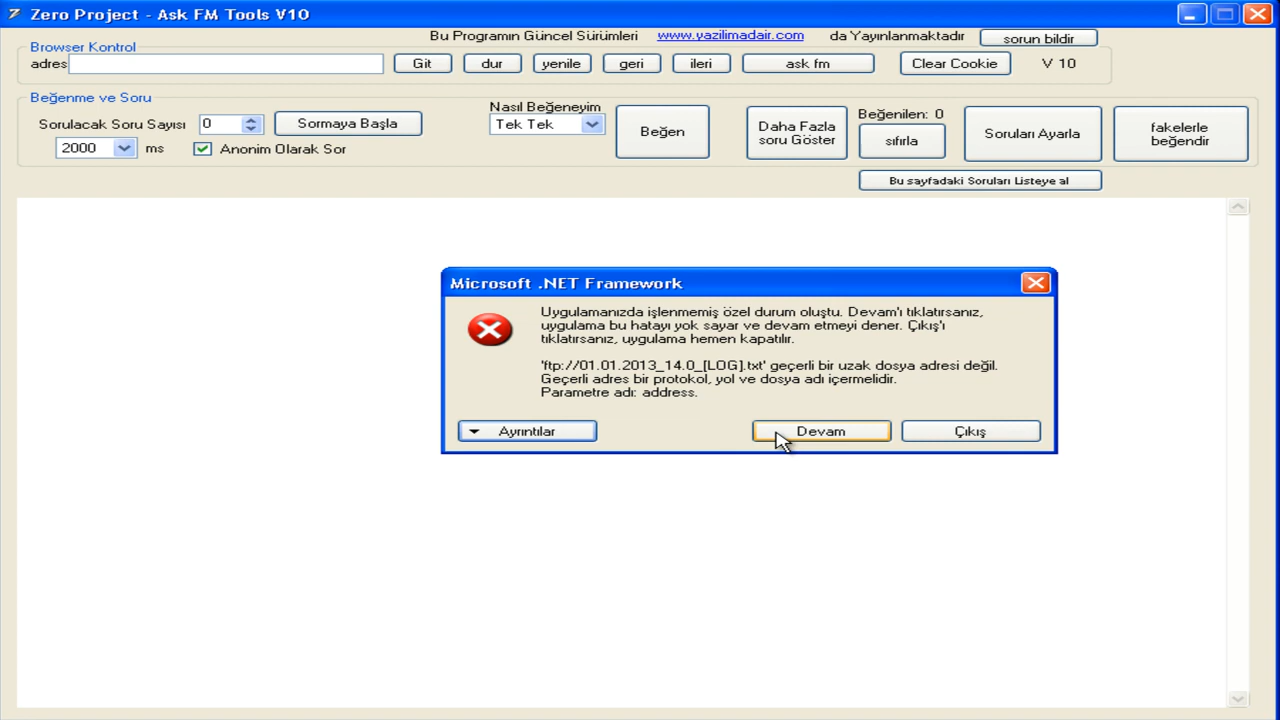 Zero Project - Ask FM Tools V10
Bu Programın Güncel Sürümleri www.yazilimadair.com da Yayınlanmaktadır sorun bildir
Browser Kontrol
adres Git dur yenile geri ileri ask fm Clear Cookie V 10
Beğenme ve Soru
Sorulacak Soru Sayısı 0 Sormaya Başla
2000 ms Anonim Olarak Sor
Nasıl Beğeneyim
Tek Tek
Beğen
Daha Fazla
soru Göster
Beğenilen: 0
sıfırla
Soruları Ayarla
fakelerle
beğendir
Bu sayfadaki Soruları Listeye al
Microsoft .NET Framework
Uygulamanızda işlenmemiş özel durum oluştu. Devam'ı tıklatırsanız,
uygulama bu hatayı yok sayar ve devam etmeyi dener. Çıkış'ı
tıklatırsanız, uygulama hemen kapatılır.
'ftp://01.01.2013_14.0_[LOG].txt' geçerli bir uzak dosya adresi değil.
Geçerli adres bir protokol, yol ve dosya adı içermelidir.
Parametre adı: address.
Ayrıntılar Devam Çıkış